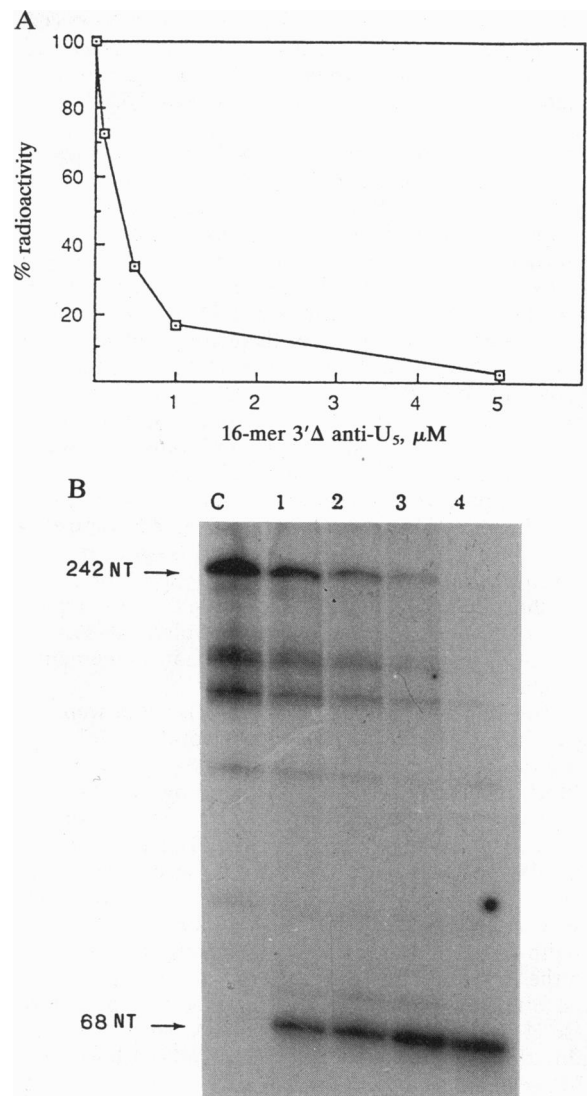 A
100
80
60
40
20
% radioactivity
1 2 3 4 5
16-mer 3'Δ anti-U5, μM
B
C 1 2 3 4
242 NT →
68 NT →